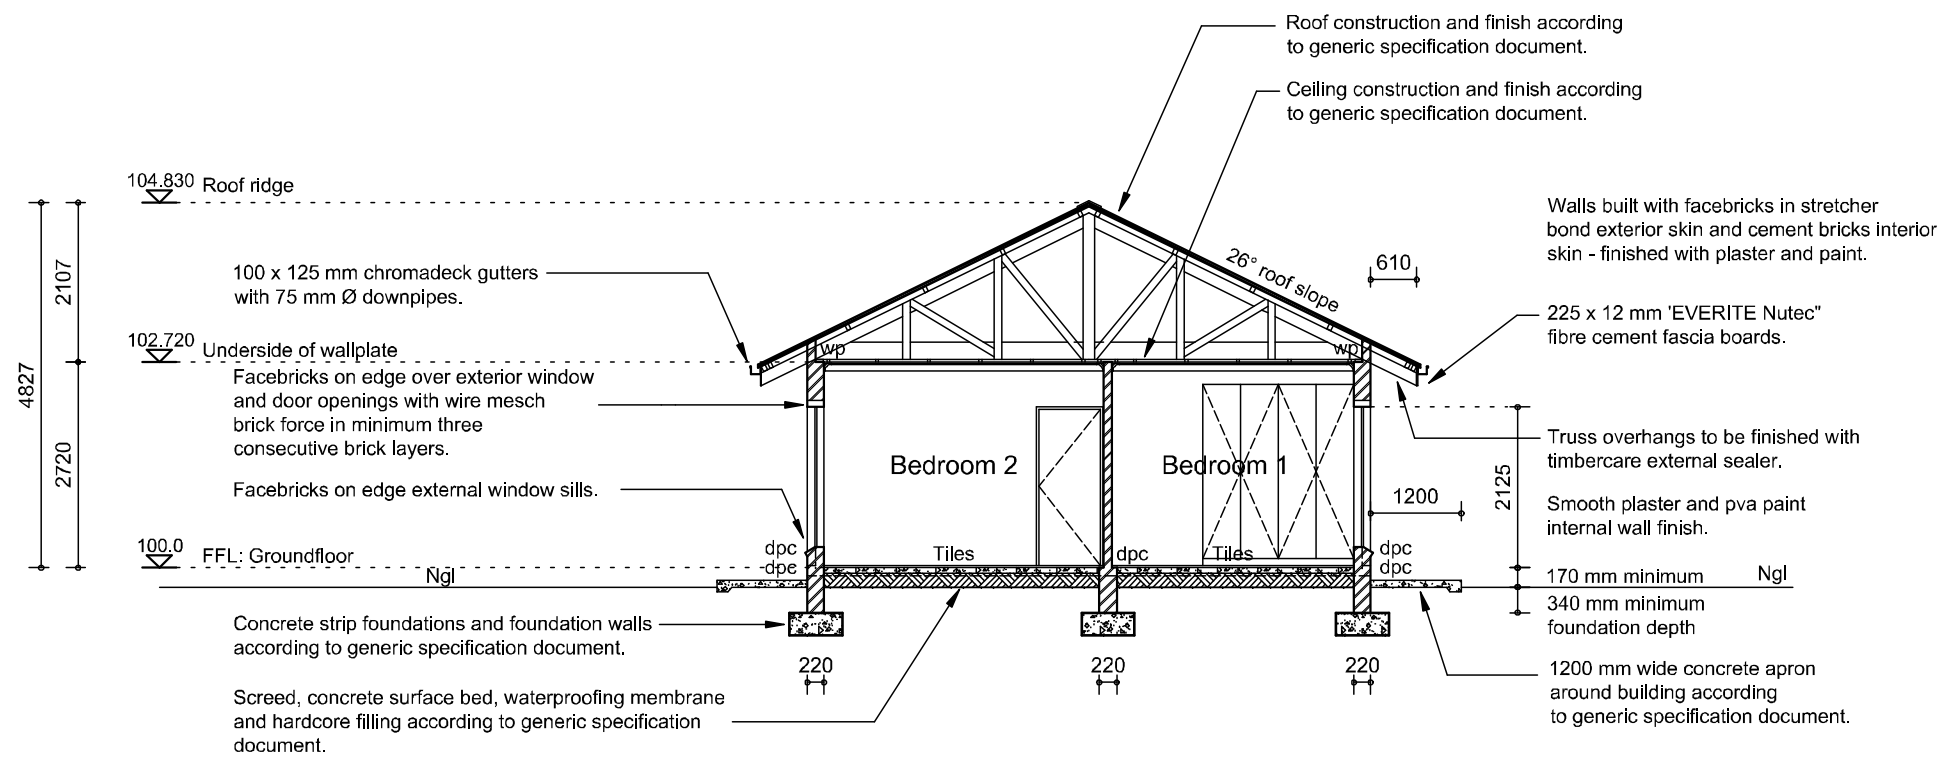 Roof construction and finish according
to generic specification document.
Ceiling construction and finish according
to generic specification document.
104.830 Roof ridge
Walls built with facebricks in stretcher
bond exterior skin and cement bricks interior
skin - finished with plaster and paint.
26° roof slope
610
2107
100 x 125 mm chromadeck gutters
with 75 mm Ø downpipes.
225 x 12 mm 'EVERITE Nutec"
fibre cement fascia boards.
102.720 Underside of wallplate
wp
wp
4827
Facebricks on edge over exterior window
and door openings with wire mesch
brick force in minimum three
consecutive brick layers.
2720
Bedroom 2
Bedroom 1
Truss overhangs to be finished with
timbercare external sealer.
Facebricks on edge external window sills.
1200
2125
Smooth plaster and pva paint
internal wall finish.
100.0 FFL: Groundfloor
dpc
dpc
Tiles
dpc
Tiles
dpc
dpc
Ngl
170 mm minimum
Ngl
340 mm minimum
foundation depth
Concrete strip foundations and foundation walls
according to generic specification document.
220
220
220
1200 mm wide concrete apron
around building according
to generic specification document.
Screed, concrete surface bed, waterproofing membrane
and hardcore filling according to generic specification
document.